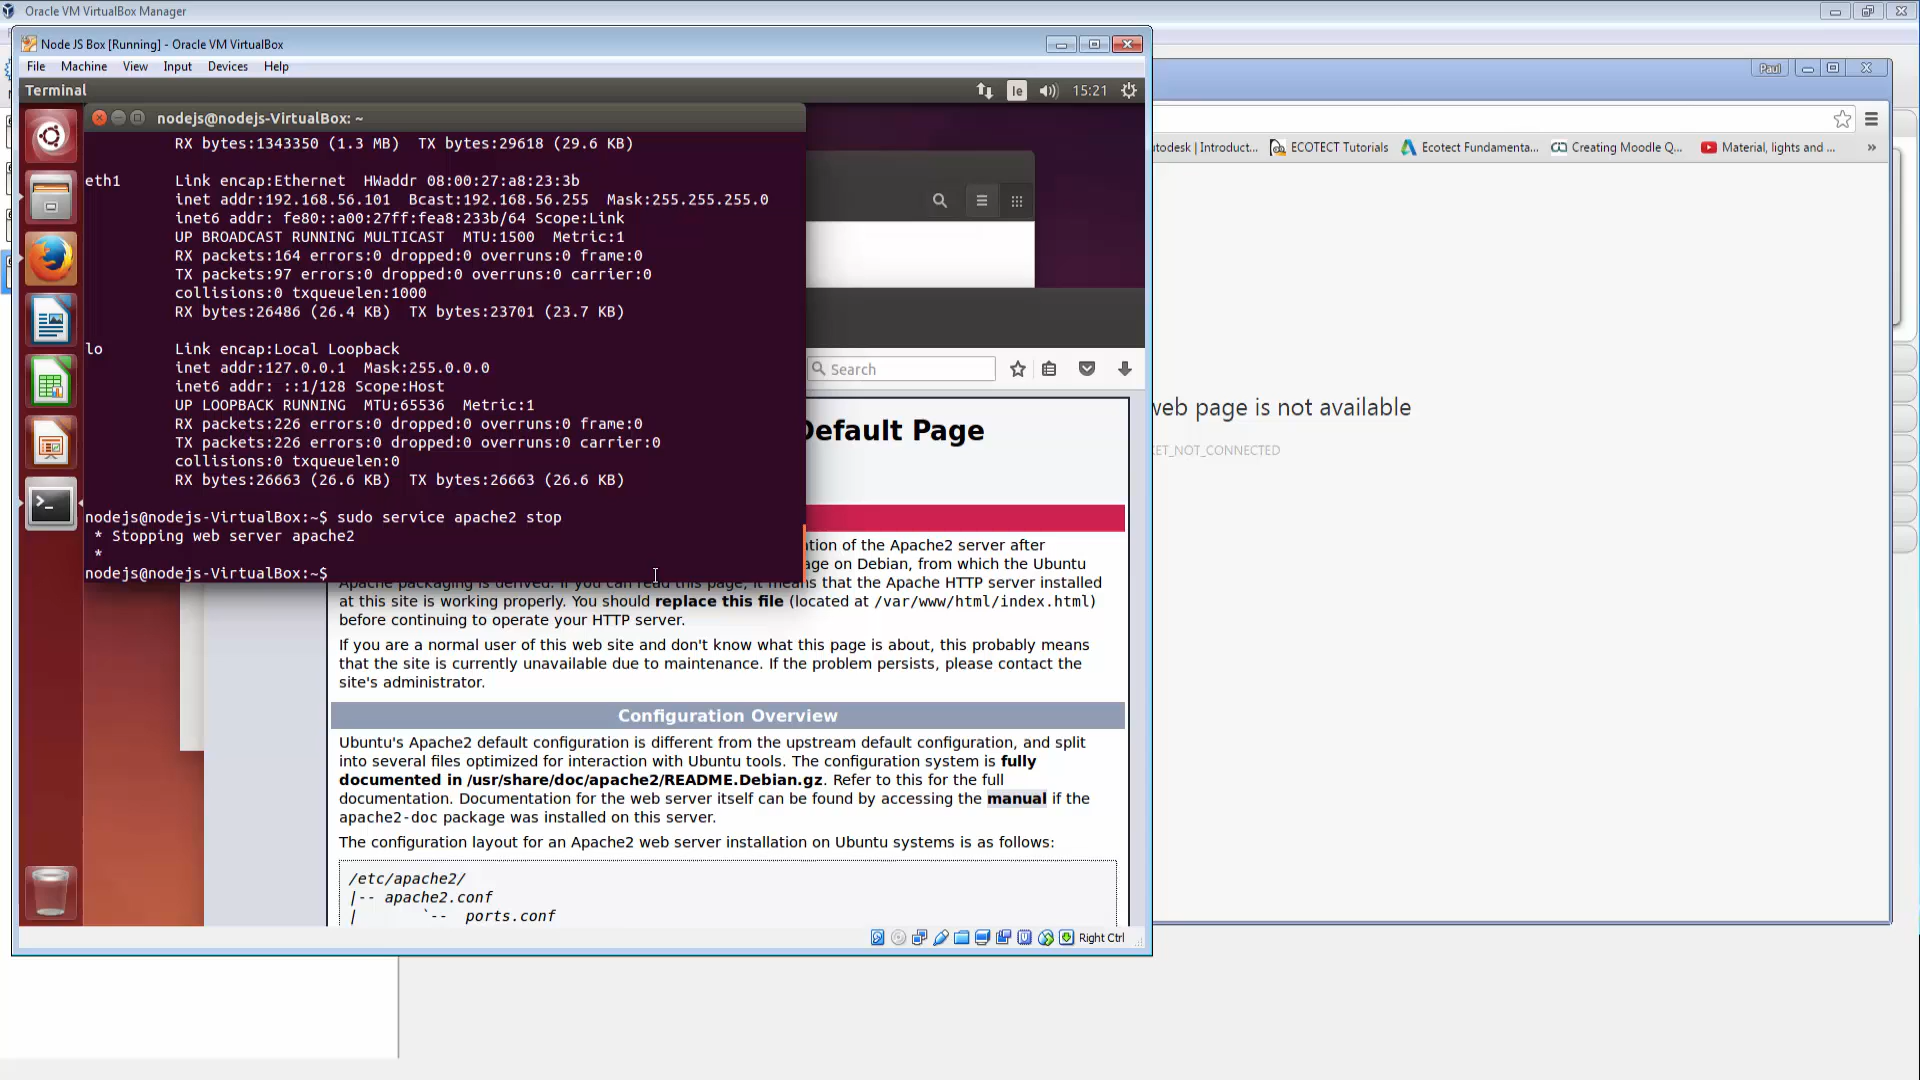 Oracle VM VirtualBox Manager
Node JS Box [Running] - Oracle VM VirtualBox
File Machine View Input Devices Help
Paul
Terminal
Ie
15:21
nodejs@nodejs-VirtualBox: ~
utodesk | Introduct... ECOTECT Tutorials Ecotect Fundamenta... Creating Moodle Q... Material, lights and ... »
RX bytes:1343350 (1.3 MB) TX bytes:29618 (29.6 KB)
eth1 Link encap:Ethernet HWaddr 08:00:27:a8:23:3b
inet addr:192.168.56.101 Bcast:192.168.56.255 Mask:255.255.255.0
inet6 addr: fe80::a00:27ff:fea8:233b/64 Scope:Link
UP BROADCAST RUNNING MULTICAST MTU:1500 Metric:1
RX packets:164 errors:0 dropped:0 overruns:0 frame:0
TX packets:97 errors:0 dropped:0 overruns:0 carrier:0
collisions:0 txqueuelen:1000
RX bytes:26486 (26.4 KB) TX bytes:23701 (23.7 KB)
lo Link encap:Local Loopback
inet addr:127.0.0.1 Mask:255.0.0.0
inet6 addr: ::1/128 Scope:Host
UP LOOPBACK RUNNING MTU:65536 Metric:1
RX packets:226 errors:0 dropped:0 overruns:0 frame:0
TX packets:226 errors:0 dropped:0 overruns:0 carrier:0
collisions:0 txqueuelen:0
RX bytes:26663 (26.6 KB) TX bytes:26663 (26.6 KB)
nodejs@nodejs-VirtualBox:~$ sudo service apache2 stop
* Stopping web server apache2
*
nodejs@nodejs-VirtualBox:~$
Search
Default Page
web page is not available
ET_NOT_CONNECTED
tion of the Apache2 server after
age on Debian, from which the Ubuntu
Apache packaging is derived. If you can read this page, it means that the Apache HTTP server installed
at this site is working properly. You should replace this file (located at /var/www/html/index.html)
before continuing to operate your HTTP server.
If you are a normal user of this web site and don't know what this page is about, this probably means
that the site is currently unavailable due to maintenance. If the problem persists, please contact the
site's administrator.
Configuration Overview
Ubuntu's Apache2 default configuration is different from the upstream default configuration, and split
into several files optimized for interaction with Ubuntu tools. The configuration system is fully
documented in /usr/share/doc/apache2/README.Debian.gz. Refer to this for the full
documentation. Documentation for the web server itself can be found by accessing the manual if the
apache2-doc package was installed on this server.
The configuration layout for an Apache2 web server installation on Ubuntu systems is as follows:
/etc/apache2/
|-- apache2.conf
| `-- ports.conf
Right Ctrl